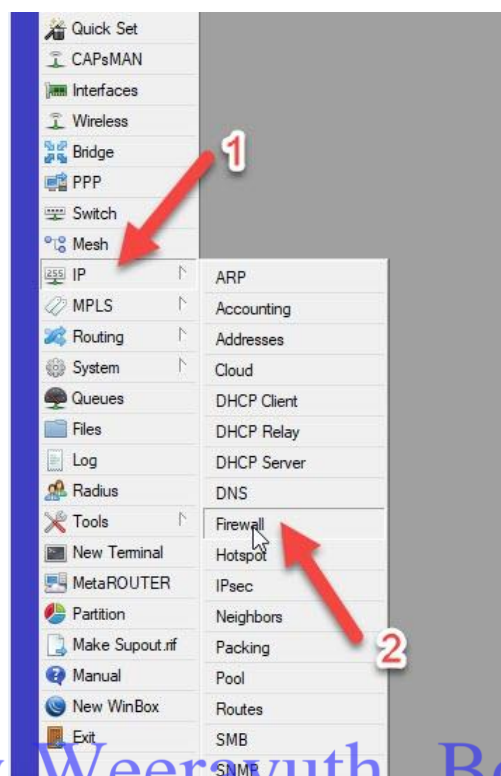 Quick Set
CAPsMAN
Interfaces
Wireless
Bridge
PPP
Switch
Mesh
IP
MPLS
Routing
System
Queues
Files
Log
Radius
Tools
New Terminal
MetaROUTER
Partition
Make Supout.rif
Manual
New WinBox
Exit
1
ARP
Accounting
Addresses
Cloud
DHCP Client
DHCP Relay
DHCP Server
DNS
Firewall
Hotspot
IPsec
Neighbors
Packing
Pool
Routes
SMB
SNMP
2
255